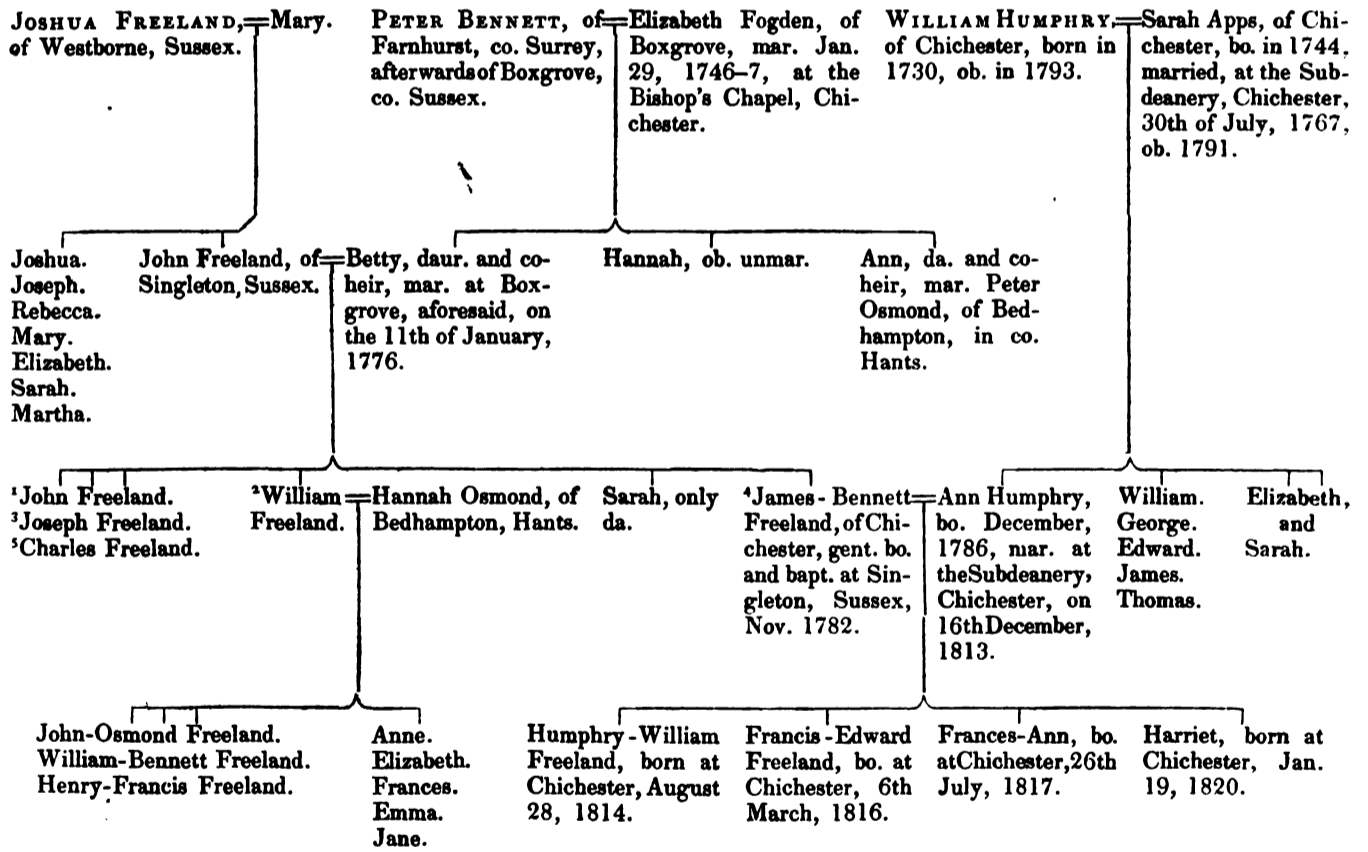 JOSHUA FREELAND,=Mary.
of Westborne, Sussex.
PETER BENNETT, of=Elizabeth Fogden, of
Farnhurst, co. Surrey, Boxgrove, mar. Jan.
afterwards of Boxgrove, 29, 1746–7, at the
co. Sussex. Bishop's Chapel, Chi-
chester.
WILLIAM HUMPHRY,=Sarah Apps, of Chi-
of Chichester, born in chester, bo. in 1744,
1730, ob. in 1793. married, at the Sub-
deanery, Chichester,
30th of July, 1767,
ob. 1791.
Joshua.
Joseph.
Rebecca.
Mary.
Elizabeth.
Sarah.
Martha.
John Freeland, of=Betty, daur. and co-
Singleton, Sussex. heir, mar. at Box-
grove, aforesaid, on
the 11th of January,
1776.
Hannah, ob. unmar.
Ann, da. and co-
heir, mar. Peter
Osmond, of Bed-
hampton, in co.
Hants.
¹John Freeland.
³Joseph Freeland.
⁵Charles Freeland.
²William=Hannah Osmond, of
Freeland. Bedhampton, Hants.
Sarah, only
da.
⁴James-Bennett=Ann Humphry,
Freeland, of Chi- bo. December,
chester, gent. bo. 1786, mar. at
and bapt. at Sin- the Subdeanery,
gleton, Sussex, Chichester, on
Nov. 1782. 16th December,
1813.
William.
George.
Edward.
James.
Thomas.
Elizabeth,
and
Sarah.
John-Osmond Freeland.
William-Bennett Freeland.
Henry-Francis Freeland.
Anne.
Elizabeth.
Frances.
Emma.
Jane.
Humphry-William
Freeland, born at
Chichester, August
28, 1814.
Francis-Edward
Freeland, bo. at
Chichester, 6th
March, 1816.
Frances-Ann, bo.
at Chichester, 26th
July, 1817.
Harriet, born at
Chichester, Jan.
19, 1820.